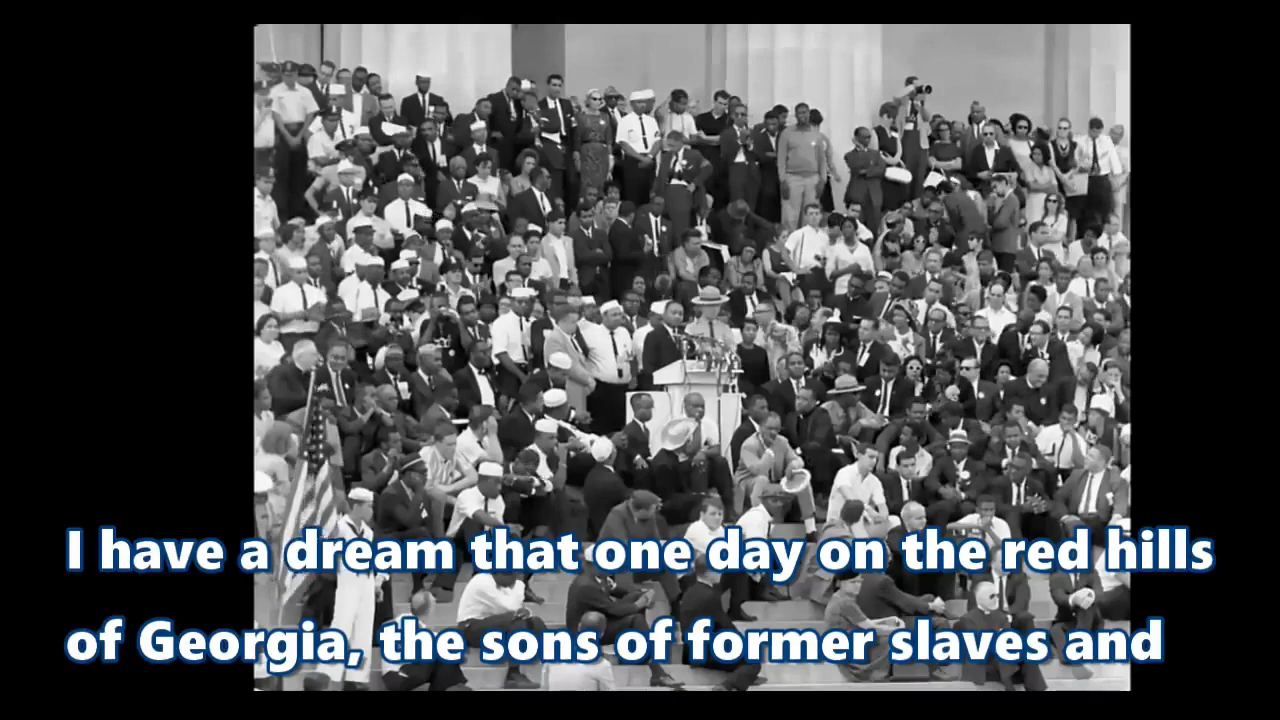 I have a dream that one day on the red hills
of Georgia, the sons of former slaves and